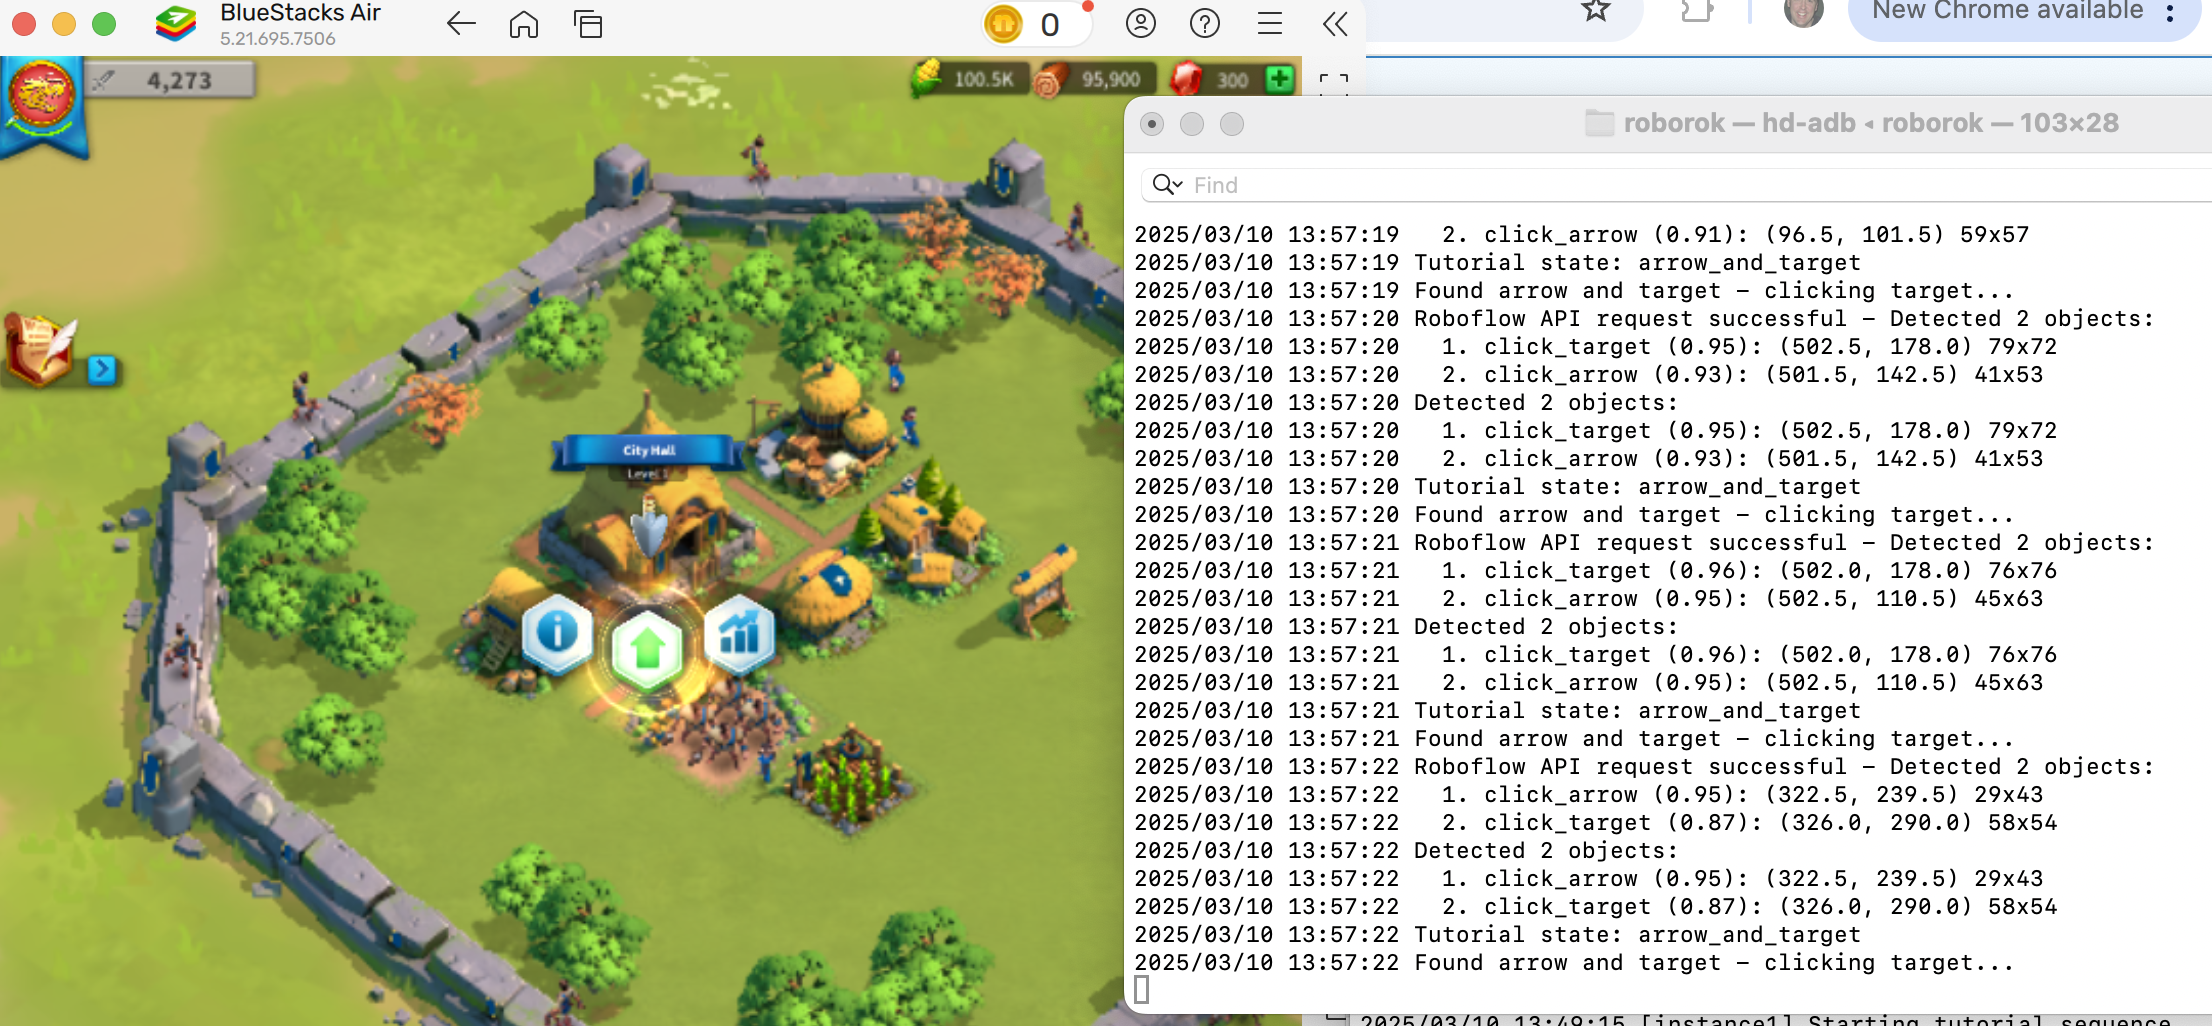 BlueStacks Air
5.21.695.7506
0
New Chrome available
4,273
100.5K
95,900
300
City Hall
Level 1
roborok — hd-adb ◂ roborok — 103×28
Find
2025/03/10 13:57:19   2. click_arrow (0.91): (96.5, 101.5) 59x57
2025/03/10 13:57:19 Tutorial state: arrow_and_target
2025/03/10 13:57:19 Found arrow and target – clicking target...
2025/03/10 13:57:20 Roboflow API request successful – Detected 2 objects:
2025/03/10 13:57:20   1. click_target (0.95): (502.5, 178.0) 79x72
2025/03/10 13:57:20   2. click_arrow (0.93): (501.5, 142.5) 41x53
2025/03/10 13:57:20 Detected 2 objects:
2025/03/10 13:57:20   1. click_target (0.95): (502.5, 178.0) 79x72
2025/03/10 13:57:20   2. click_arrow (0.93): (501.5, 142.5) 41x53
2025/03/10 13:57:20 Tutorial state: arrow_and_target
2025/03/10 13:57:20 Found arrow and target – clicking target...
2025/03/10 13:57:21 Roboflow API request successful – Detected 2 objects:
2025/03/10 13:57:21   1. click_target (0.96): (502.0, 178.0) 76x76
2025/03/10 13:57:21   2. click_arrow (0.95): (502.5, 110.5) 45x63
2025/03/10 13:57:21 Detected 2 objects:
2025/03/10 13:57:21   1. click_target (0.96): (502.0, 178.0) 76x76
2025/03/10 13:57:21   2. click_arrow (0.95): (502.5, 110.5) 45x63
2025/03/10 13:57:21 Tutorial state: arrow_and_target
2025/03/10 13:57:21 Found arrow and target – clicking target...
2025/03/10 13:57:22 Roboflow API request successful – Detected 2 objects:
2025/03/10 13:57:22   1. click_arrow (0.95): (322.5, 239.5) 29x43
2025/03/10 13:57:22   2. click_target (0.87): (326.0, 290.0) 58x54
2025/03/10 13:57:22 Detected 2 objects:
2025/03/10 13:57:22   1. click_arrow (0.95): (322.5, 239.5) 29x43
2025/03/10 13:57:22   2. click_target (0.87): (326.0, 290.0) 58x54
2025/03/10 13:57:22 Tutorial state: arrow_and_target
2025/03/10 13:57:22 Found arrow and target – clicking target...
2025/03/10 13:49:15 [instance1] Starting tutorial sequence